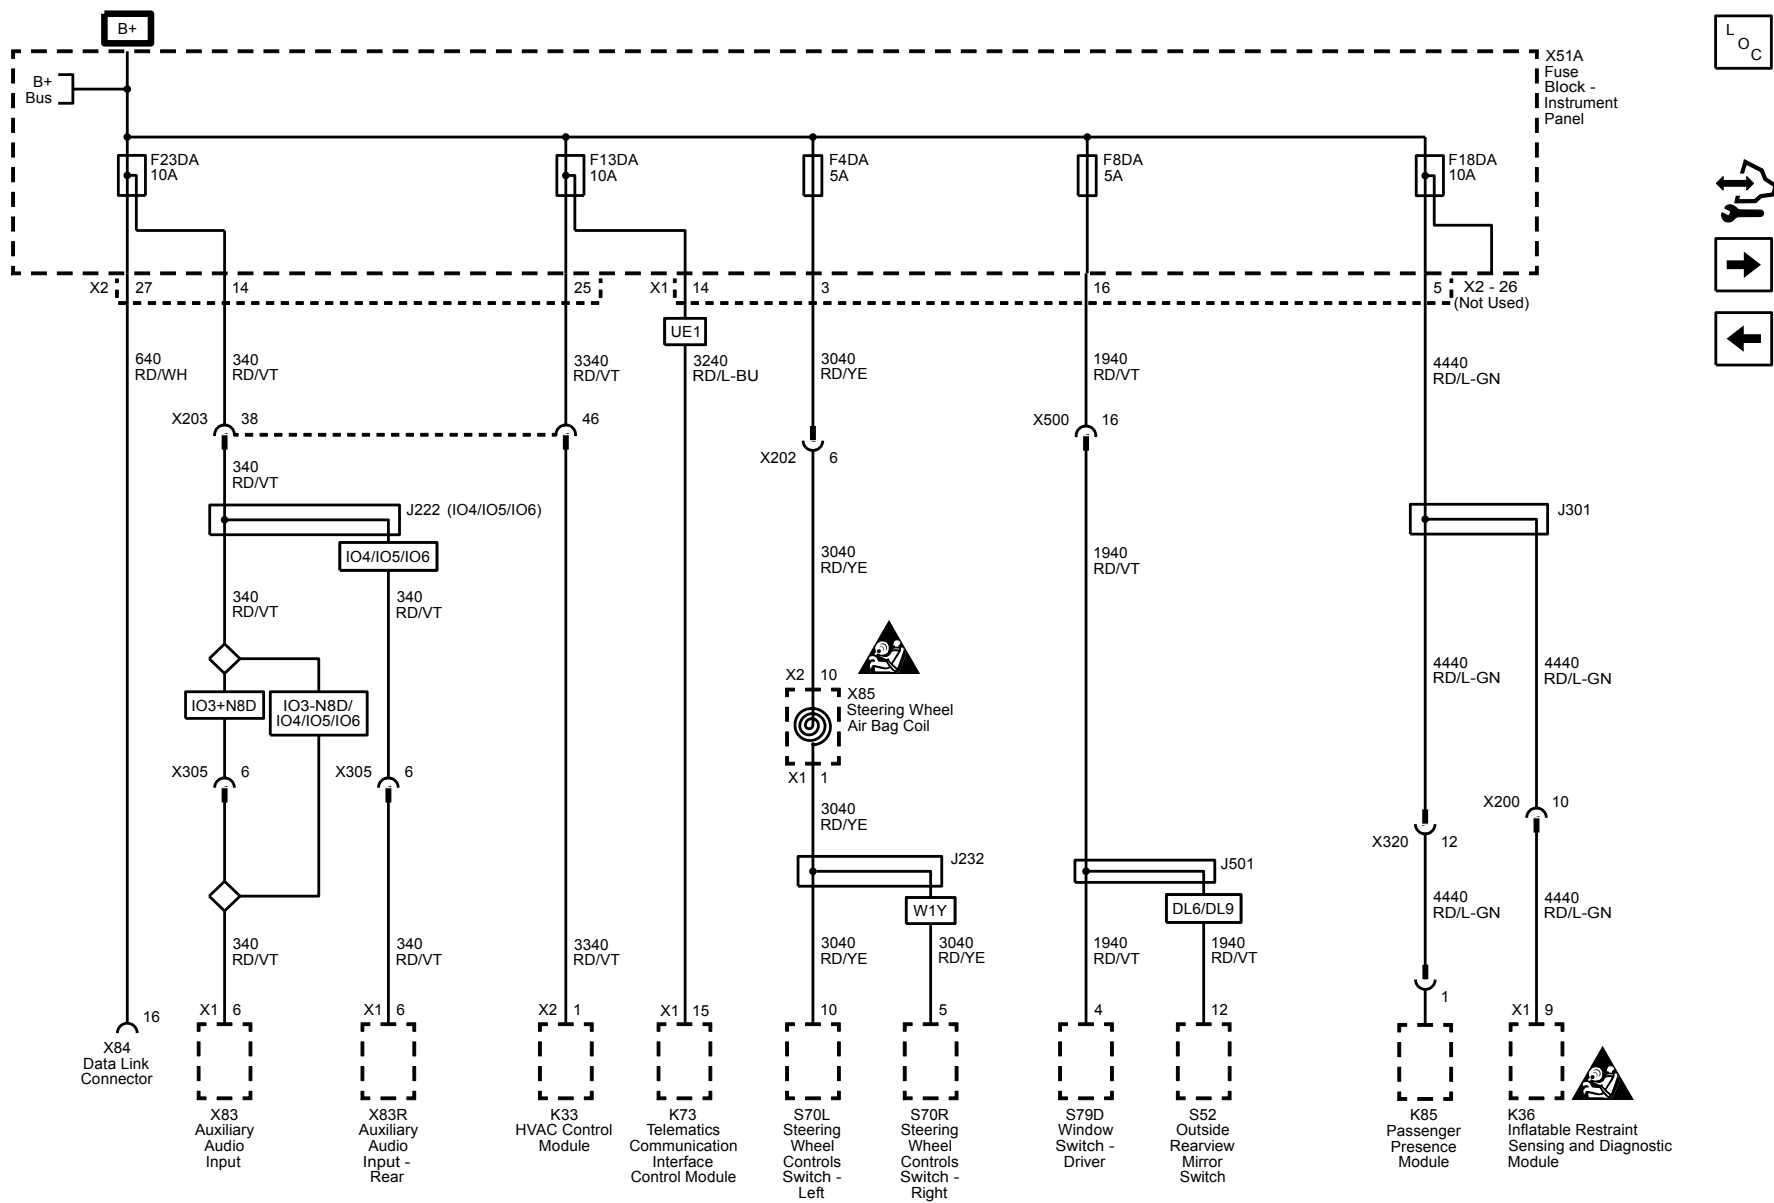 B+
L
O
C
B+
Bus
X51A
Fuse
Block -
Instrument
Panel
F23DA
10A
F13DA
10A
F4DA
5A
F8DA
5A
F18DA
10A
X2 27
14
25
X1 14
3
16
5
X2 - 26
(Not Used)
UE1
640
RD/WH
340
RD/VT
3340
RD/VT
3240
RD/L-BU
3040
RD/YE
1940
RD/VT
4440
RD/L-GN
X203 38
46
X202 6
X500 16
340
RD/VT
J222 (IO4/IO5/IO6)
IO4/IO5/IO6
J301
3040
RD/YE
1940
RD/VT
340
RD/VT
340
RD/VT
IO3+N8D
IO3-N8D/
IO4/IO5/IO6
X2 10
X85
Steering Wheel
Air Bag Coil
X1 1
4440
RD/L-GN
4440
RD/L-GN
X305 6
X305 6
3040
RD/YE
X200 10
X320 12
J232
W1Y
J501
DL6/DL9
4440
RD/L-GN
4440
RD/L-GN
340
RD/VT
340
RD/VT
3340
RD/VT
3040
RD/YE
3040
RD/YE
1940
RD/VT
1940
RD/VT
16
X1 6
X1 6
X2 1
X1 15
10
5
4
12
1
X1 9
X84
Data Link
Connector
X83
Auxiliary
Audio
Input
X83R
Auxiliary
Audio
Input -
Rear
K33
HVAC Control
Module
K73
Telematics
Communication
Interface
Control Module
S70L
Steering
Wheel
Controls
Switch -
Left
S70R
Steering
Wheel
Controls
Switch -
Right
S79D
Window
Switch -
Driver
S52
Outside
Rearview
Mirror
Switch
K85
Passenger
Presence
Module
K36
Inflatable Restraint
Sensing and Diagnostic
Module